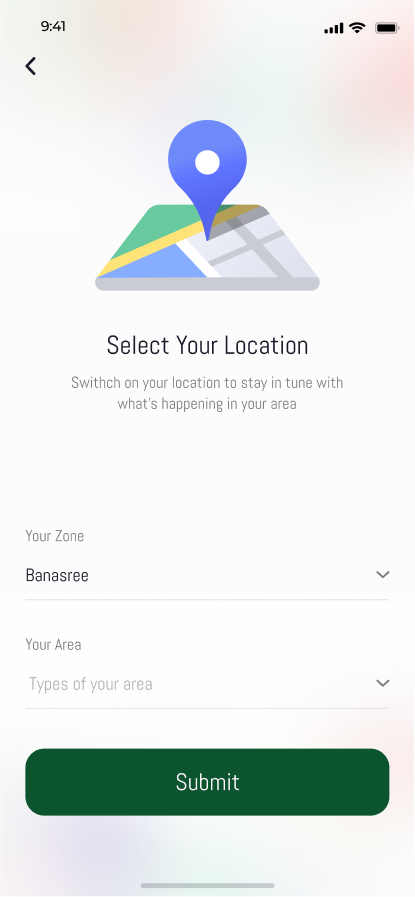 9:41
Select Your Location
Swithch on your location to stay in tune with
what's happening in your area
Your Zone
Banasree
Your Area
Types of your area
Submit